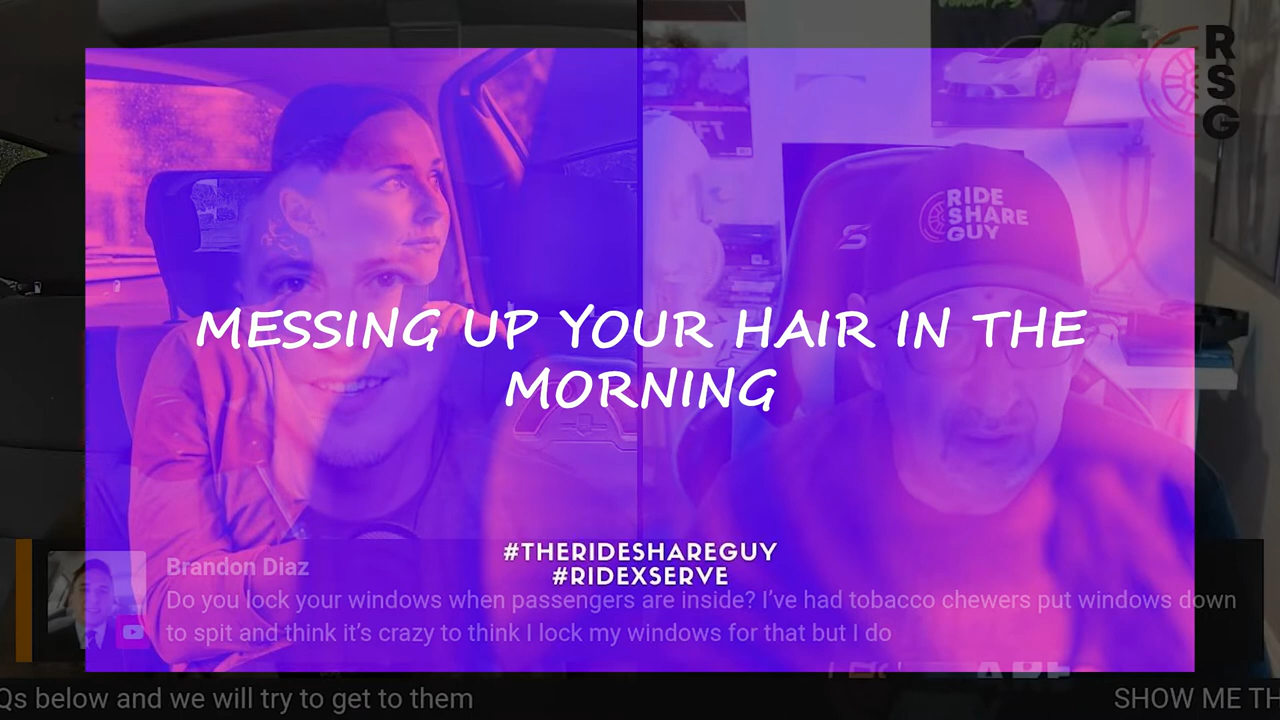 RSG
FT
RIDE
SHARE
GUY
MESSING UP YOUR HAIR IN THE
MORNING
#THERIDESHAREGUY
#RIDEXSERVE
Brandon Diaz
Do you lock your windows when passengers are inside? I’ve had tobacco chewers put windows down
to spit and think it’s crazy to think I lock my windows for that but I do
Qs below and we will try to get to them
SHOW ME TH